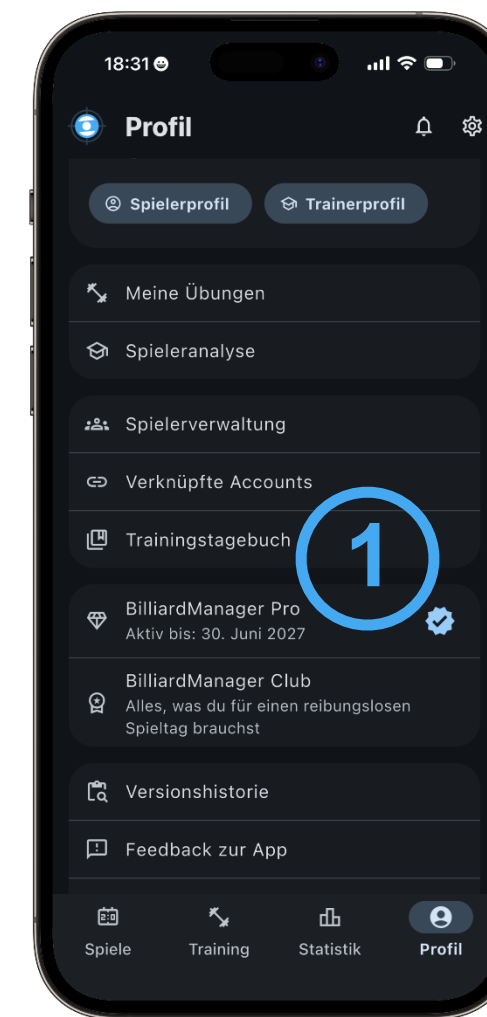 18:31
Profil
Spielerprofil
Trainerprofil
Meine Übungen
Spieleranalyse
Spielerverwaltung
Verknüpfte Accounts
Trainingstagebuch
1
BilliardManager Pro
Aktiv bis: 30. Juni 2027
BilliardManager Club
Alles, was du für einen reibungslosen
Spieltag brauchst
Versionshistorie
Feedback zur App
2:0
Spiele
Training
Statistik
Profil